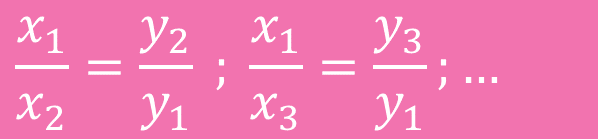 x₁/x₂ = y₂/y₁ ; x₁/x₃ = y₃/y₁ ; ...